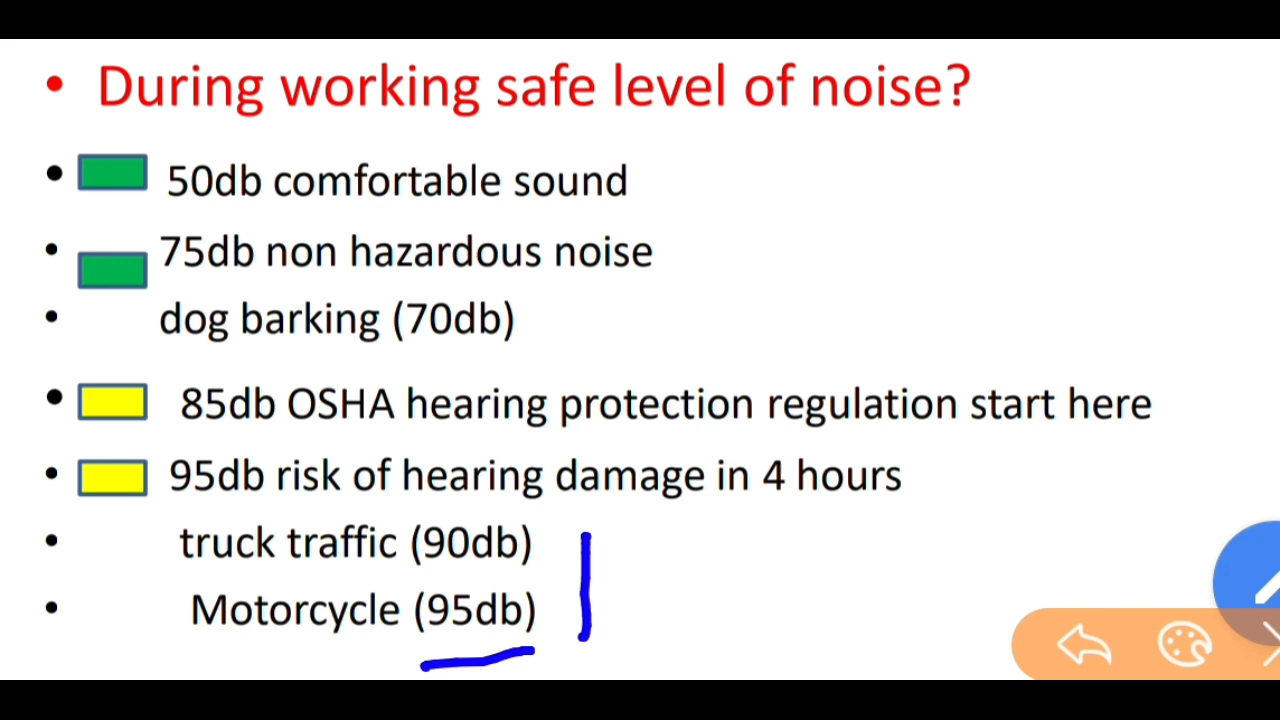 • During working safe level of noise?
• 50db comfortable sound
• 75db non hazardous noise
• dog barking (70db)
• 85db OSHA hearing protection regulation start here
• 95db risk of hearing damage in 4 hours
• truck traffic (90db)
• Motorcycle (95db)